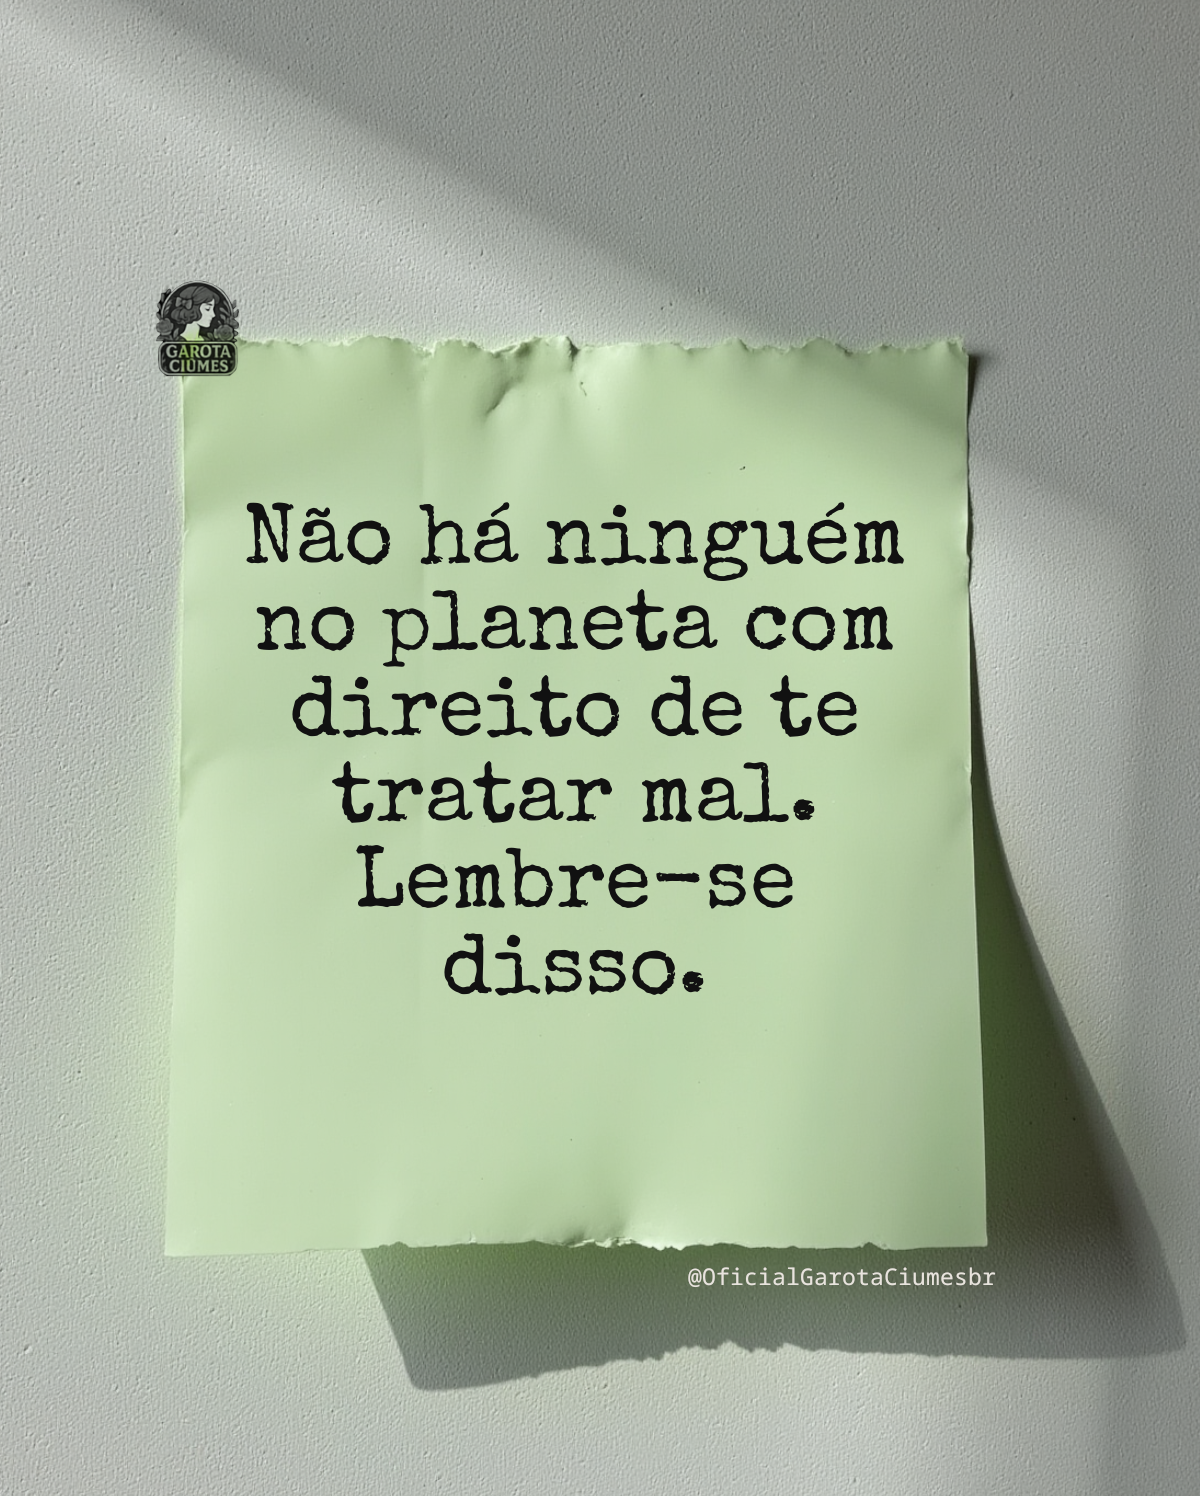 GAROTA
CIÚMES
Não há ninguém
no planeta com
direito de te
tratar mal.
Lembre-se
disso.
@OficialGarotaCiumesbr